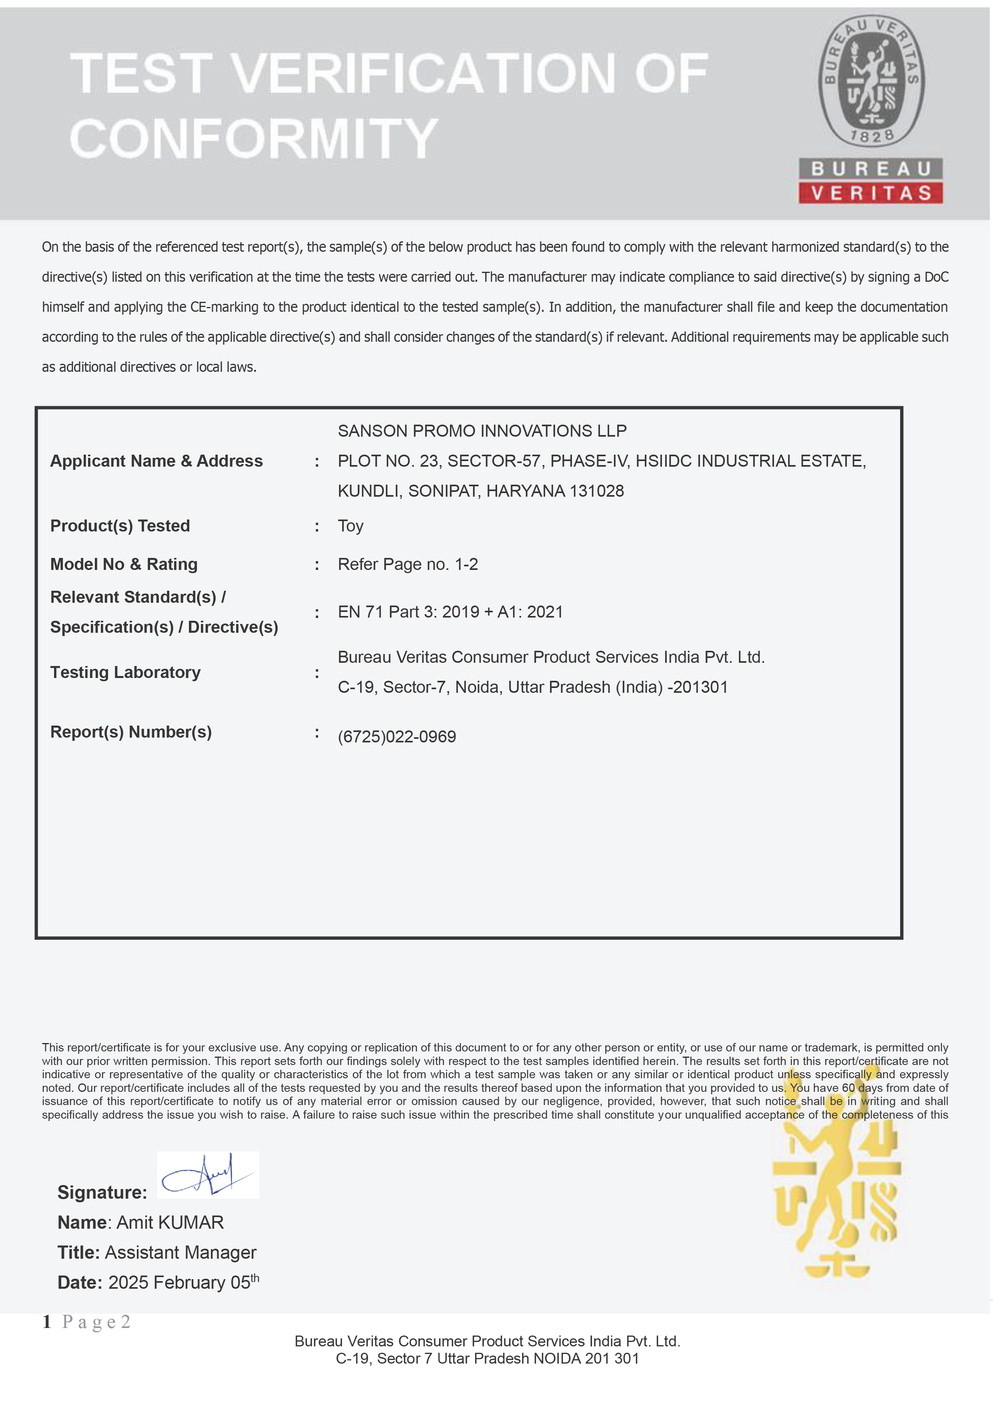 TEST VERIFICATION OF
CONFORMITY
BUREAU VERITAS
1828
BUREAU
VERITAS
On the basis of the referenced test report(s), the sample(s) of the below product has been found to comply with the relevant harmonized standard(s) to the
directive(s) listed on this verification at the time the tests were carried out. The manufacturer may indicate compliance to said directive(s) by signing a DoC
himself and applying the CE-marking to the product identical to the tested sample(s). In addition, the manufacturer shall file and keep the documentation
according to the rules of the applicable directive(s) and shall consider changes of the standard(s) if relevant. Additional requirements may be applicable such
as additional directives or local laws.
SANSON PROMO INNOVATIONS LLP
Applicant Name & Address : PLOT NO. 23, SECTOR-57, PHASE-IV, HSIIDC INDUSTRIAL ESTATE,
KUNDLI, SONIPAT, HARYANA 131028
Product(s) Tested : Toy
Model No & Rating : Refer Page no. 1-2
Relevant Standard(s) /
Specification(s) / Directive(s) : EN 71 Part 3: 2019 + A1: 2021
Bureau Veritas Consumer Product Services India Pvt. Ltd.
Testing Laboratory :
C-19, Sector-7, Noida, Uttar Pradesh (India) -201301
Report(s) Number(s) : (6725)022-0969
This report/certificate is for your exclusive use. Any copying or replication of this document to or for any other person or entity, or use of our name or trademark, is permitted only
with our prior written permission. This report sets forth our findings solely with respect to the test samples identified herein. The results set forth in this report/certificate are not
indicative or representative of the quality or characteristics of the lot from which a test sample was taken or any similar or identical product unless specifically and expressly
noted. Our report/certificate includes all of the tests requested by you and the results thereof based upon the information that you provided to us. You have 60 days from date of
issuance of this report/certificate to notify us of any material error or omission caused by our negligence, provided, however, that such notice shall be in writing and shall
specifically address the issue you wish to raise. A failure to raise such issue within the prescribed time shall constitute your unqualified acceptance of the completeness of this
Signature:
Name: Amit KUMAR
Title: Assistant Manager
Date: 2025 February 05th
1 Page2
Bureau Veritas Consumer Product Services India Pvt. Ltd.
C-19, Sector 7 Uttar Pradesh NOIDA 201 301